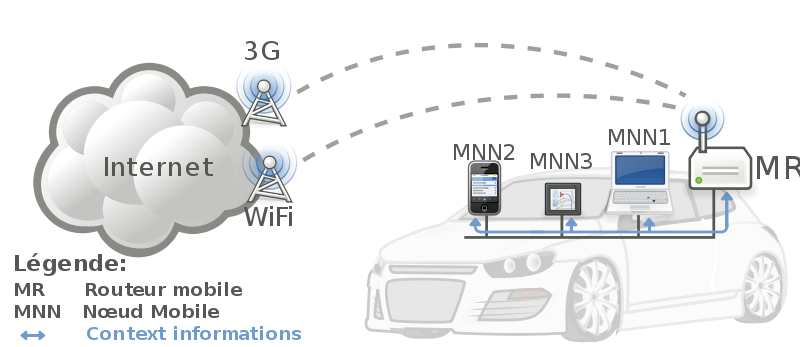 3G
Internet
WiFi
MNN2
MNN3
MNN1
MR
Légende:
MR Routeur mobile
MNN Nœud Mobile
Context informations